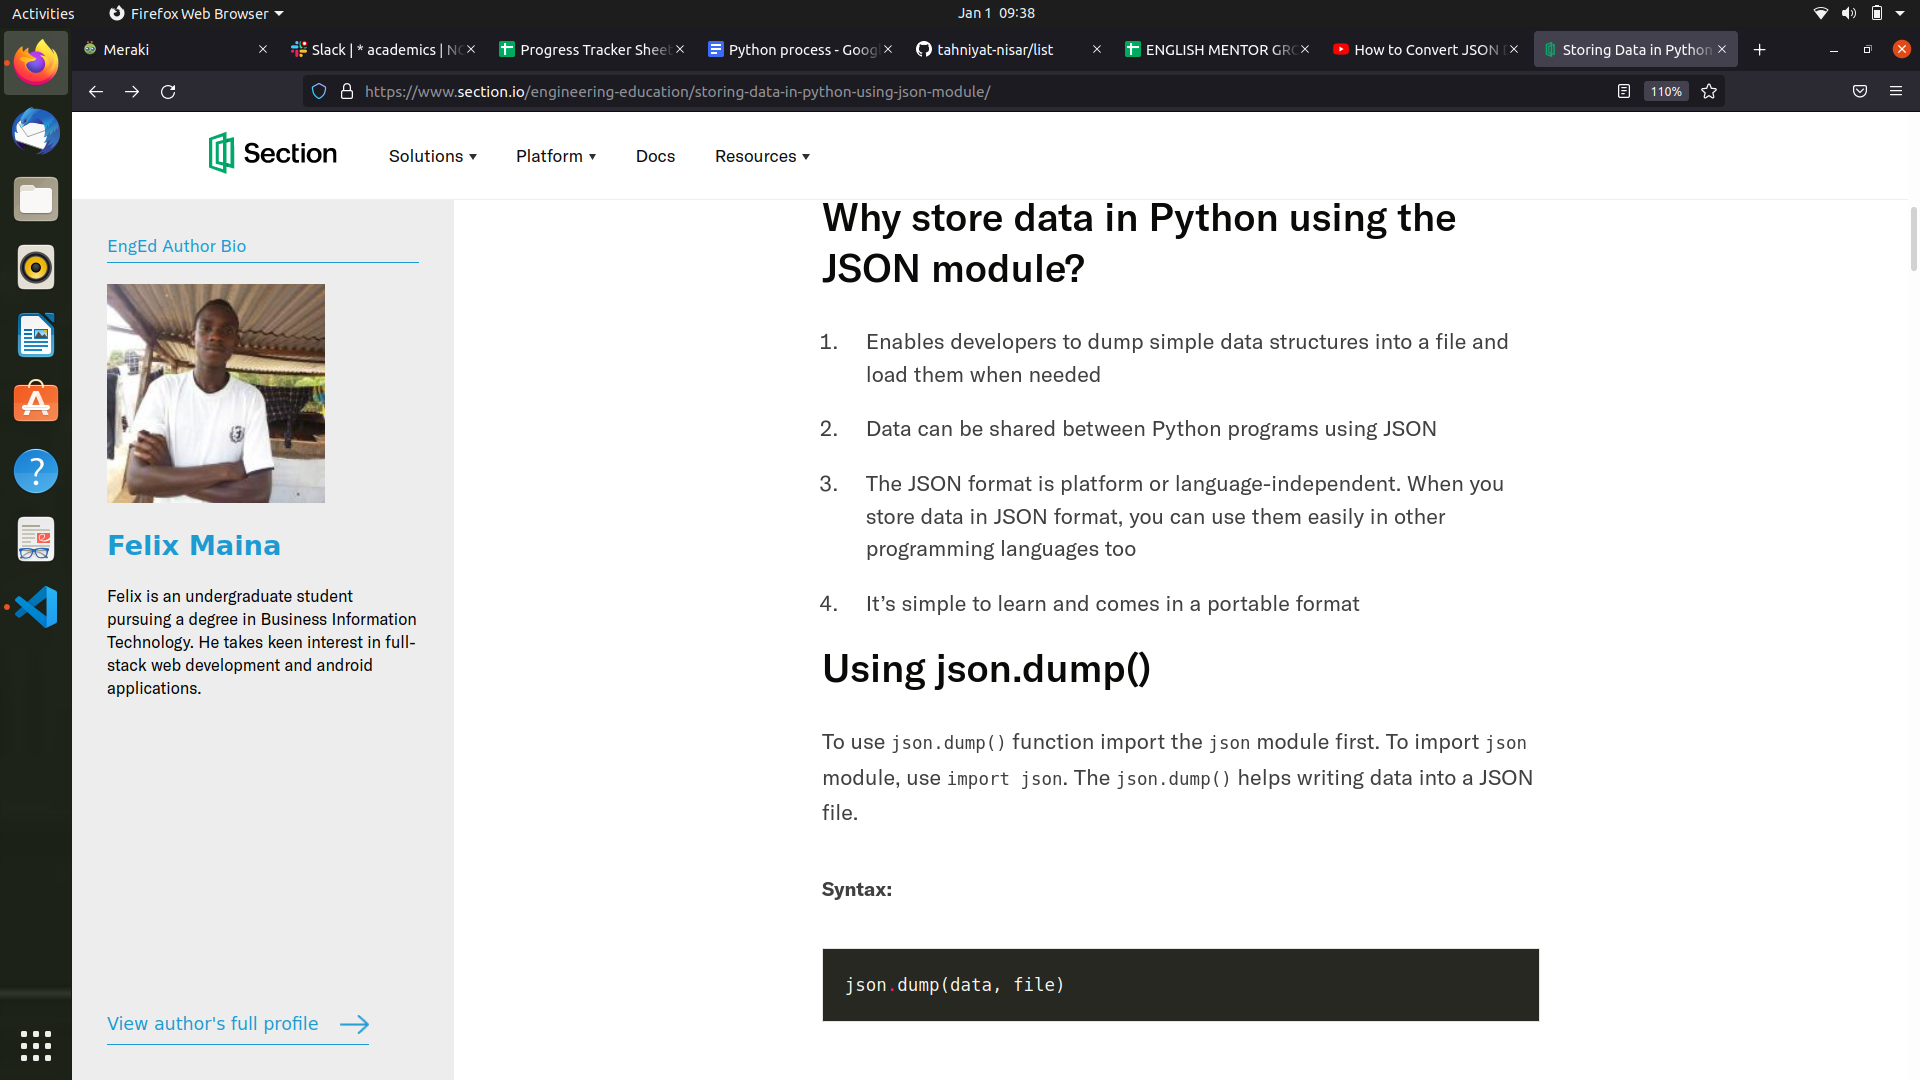 Activities
Firefox Web Browser
Jan 1 09:38
Meraki
Slack | * academics | NG
Progress Tracker Sheet
Python process - Googl
tahniyat-nisar/list
ENGLISH MENTOR GR
How to Convert JSON
Storing Data in Python
https://www.section.io/engineering-education/storing-data-in-python-using-json-module/
110%
Section
Solutions
Platform
Docs
Resources
EngEd Author Bio
Felix Maina
Felix is an undergraduate student
pursuing a degree in Business Information
Technology. He takes keen interest in full-
stack web development and android
applications.
View author's full profile
Why store data in Python using the
JSON module?
1. Enables developers to dump simple data structures into a file and
load them when needed
2. Data can be shared between Python programs using JSON
3. The JSON format is platform or language-independent. When you
store data in JSON format, you can use them easily in other
programming languages too
4. It’s simple to learn and comes in a portable format
Using json.dump()
To use json.dump() function import the json module first. To import json
module, use import json. The json.dump() helps writing data into a JSON
file.
Syntax:
json.dump(data, file)